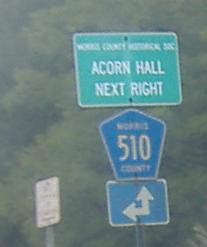 MORRIS COUNTY HISTORICAL SOC
ACORN HALL
NEXT RIGHT
MORRIS
510
COUNTY